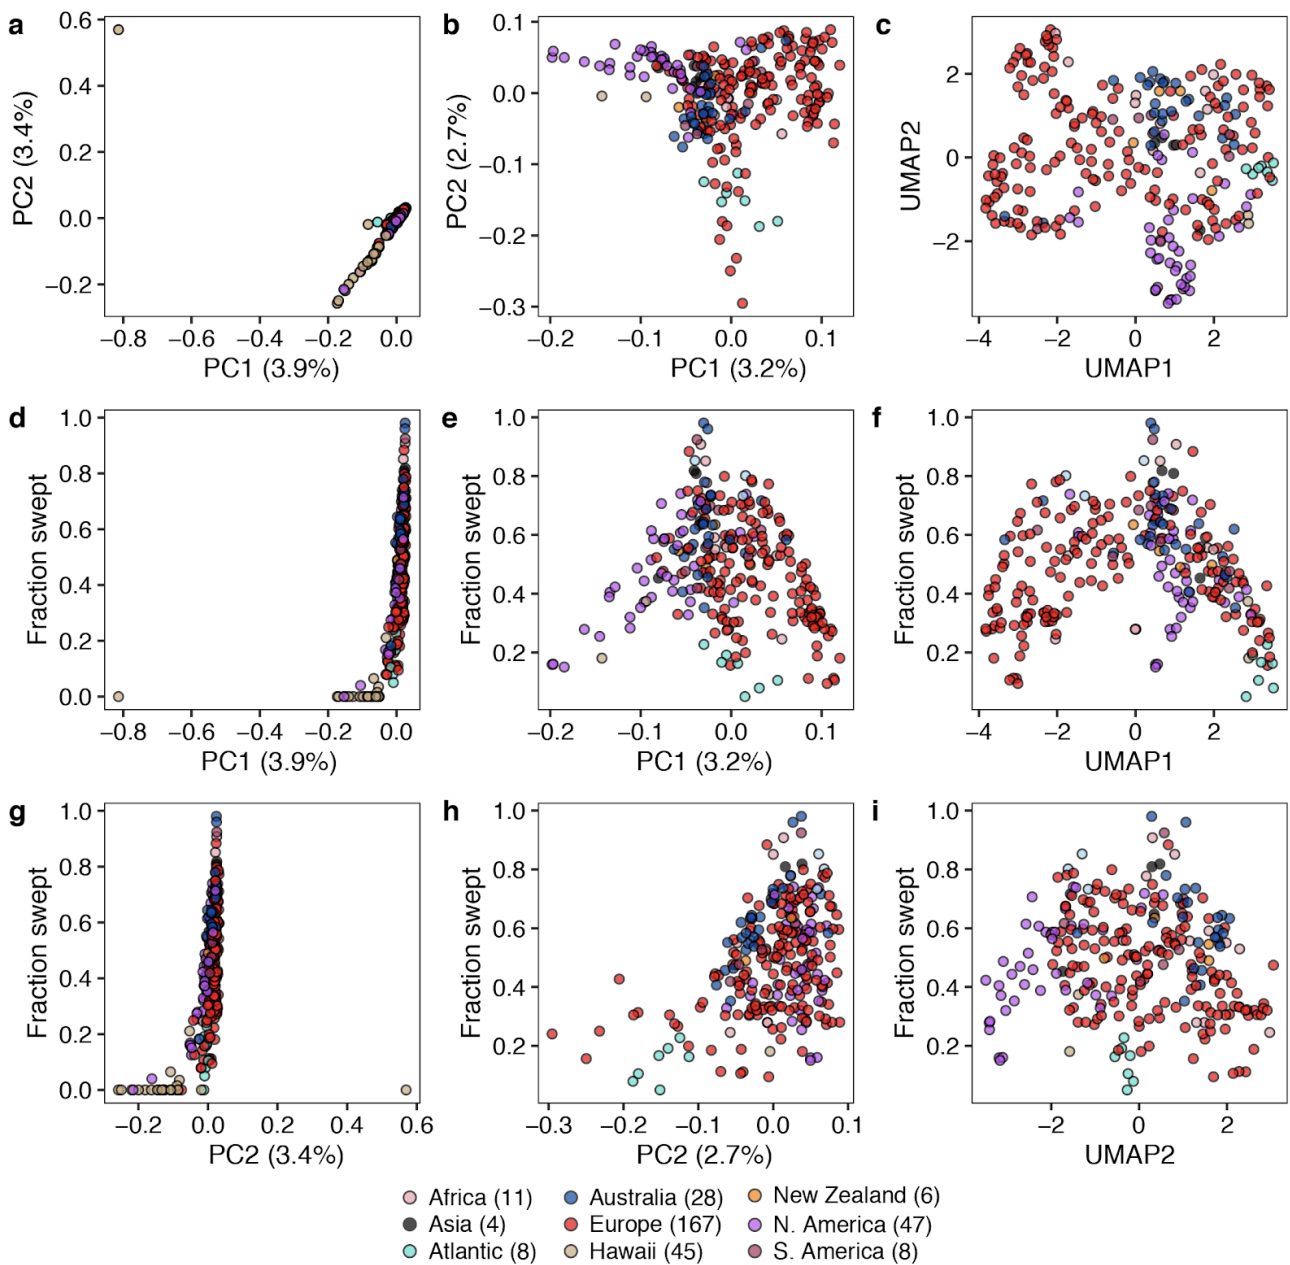 a
b
c
0.6
0.4
0.2
0.0
−0.2
PC2 (3.4%)
−0.8 −0.6 −0.4 −0.2 0.0
PC1 (3.9%)
0.1
0.0
−0.1
−0.2
−0.3
PC2 (2.7%)
−0.2 −0.1 0.0 0.1
PC1 (3.2%)
2
0
−2
UMAP2
−4 −2 0 2
UMAP1
d
e
f
1.0
0.8
0.6
0.4
0.2
0.0
Fraction swept
−0.8 −0.6 −0.4 −0.2 0.0
PC1 (3.9%)
1.0
0.8
0.6
0.4
0.2
Fraction swept
−0.2 −0.1 0.0 0.1
PC1 (3.2%)
1.0
0.8
0.6
0.4
0.2
Fraction swept
−4 −2 0 2
UMAP1
g
h
i
1.0
0.8
0.6
0.4
0.2
0.0
Fraction swept
−0.2 0.0 0.2 0.4 0.6
PC2 (3.4%)
1.0
0.8
0.6
0.4
0.2
Fraction swept
−0.3 −0.2 −0.1 0.0 0.1
PC2 (2.7%)
1.0
0.8
0.6
0.4
0.2
Fraction swept
−2 0 2
UMAP2
Africa (11) Australia (28) New Zealand (6)
Asia (4) Europe (167) N. America (47)
Atlantic (8) Hawaii (45) S. America (8)